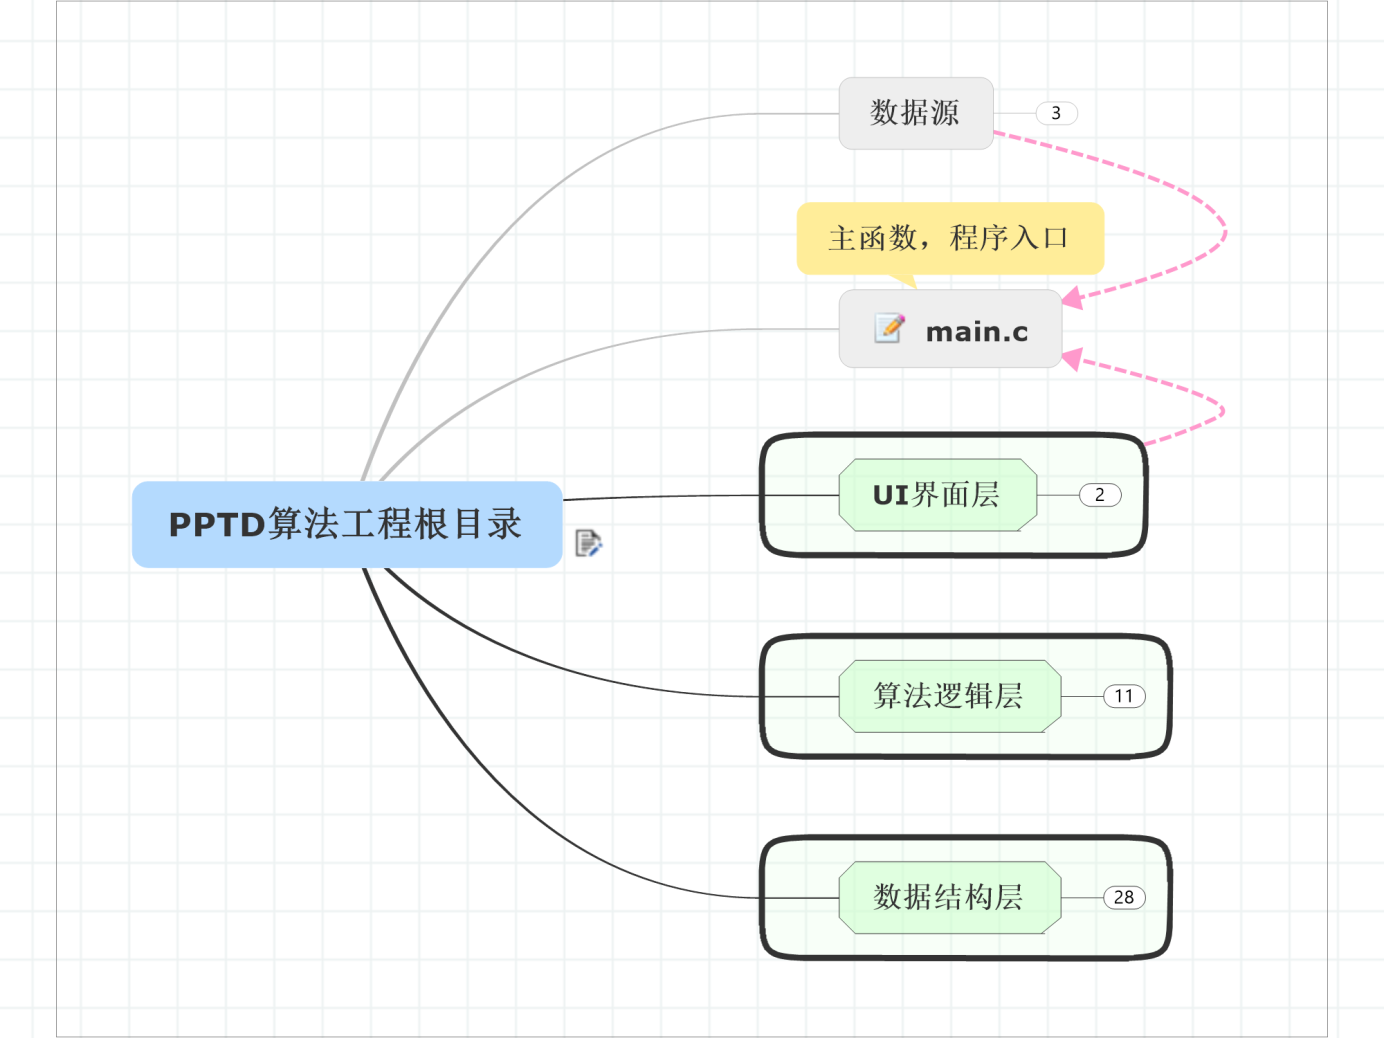 数据源
3
主函数，程序入口
main.c
UI界面层
2
PPTD算法工程根目录
算法逻辑层
11
数据结构层
28